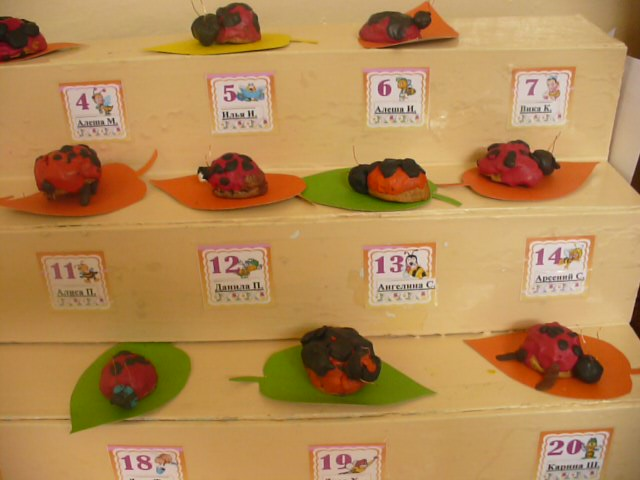 4
Алеша М.
5
Илья И.
6
Алеша И.
7
Вика К.
11
Алиса П.
12
Данила П.
13
Ангелина С.
14
Арсений С.
18
19
20
Карина Ш.